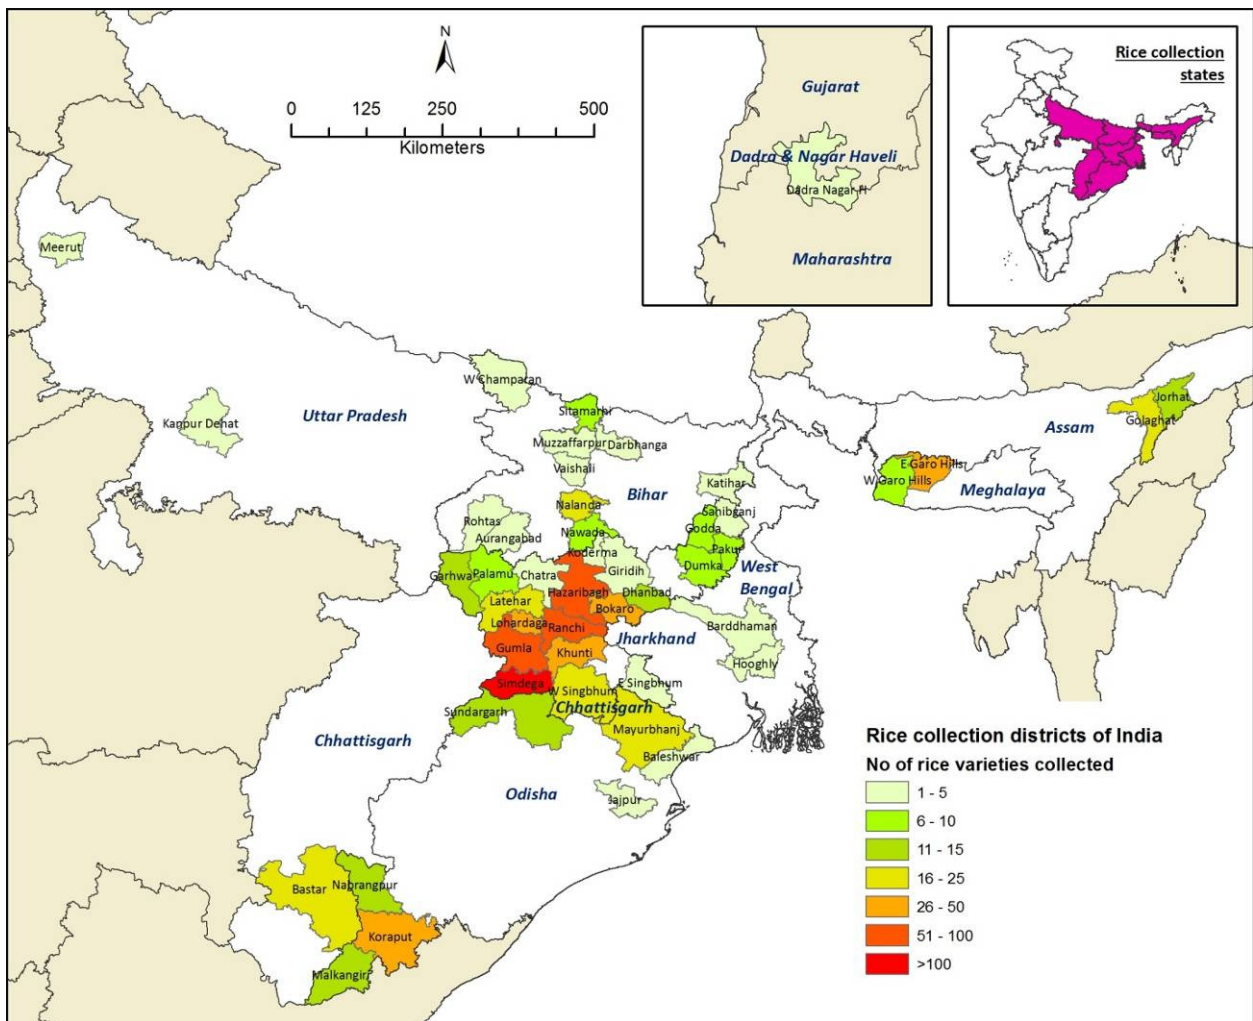 N
0 125 250 500
Kilometers
Gujarat
Dadra & Nagar Haveli
Dadra Nagar H
Maharashtra
Rice collection
states
Meerut
W Champaran
Kanpur Dehat
Uttar Pradesh
Sitamarhi
Muzzaffarpur
Darbhanga
Vaishali
Bihar
Katihar
Nalanda
Sahibganj
Rohtas
Aurangabad
Nawada
Godda
Koderma
Pakur
Garhwa
Palamu
Chatra
Giridih
Dumka
West
Bengal
Latehar
Hazaribagh
Dhanbad
Bokaro
Lohardaga
Ranchi
Jharkhand
Barddhaman
Gumla
Khunti
Hooghly
Simdega
W Singbhum
E Singbhum
Sundargarh
Chhattisgarh
Mayurbhanj
Chhattisgarh
Baleshwar
Odisha
Jajpur
Bastar
Nabrangpur
Koraput
Malkangiri
Jorhat
Golaghat
Assam
E Garo Hills
W Garo Hills
Meghalaya
Rice collection districts of India
No of rice varieties collected
1 - 5
6 - 10
11 - 15
16 - 25
26 - 50
51 - 100
>100